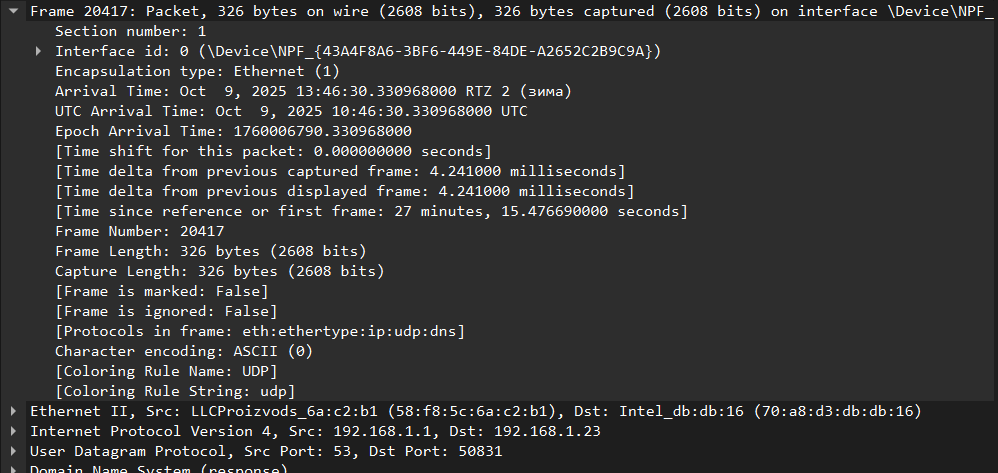 Frame 20417: Packet, 326 bytes on wire (2608 bits), 326 bytes captured (2608 bits) on interface \Device\NPF_
Section number: 1
Interface id: 0 (\Device\NPF_{43A4F8A6-3BF6-449E-84DE-A2652C2B9C9A})
Encapsulation type: Ethernet (1)
Arrival Time: Oct  9, 2025 13:46:30.330968000 RTZ 2 (зима)
UTC Arrival Time: Oct  9, 2025 10:46:30.330968000 UTC
Epoch Arrival Time: 1760006790.330968000
[Time shift for this packet: 0.000000000 seconds]
[Time delta from previous captured frame: 4.241000 milliseconds]
[Time delta from previous displayed frame: 4.241000 milliseconds]
[Time since reference or first frame: 27 minutes, 15.476690000 seconds]
Frame Number: 20417
Frame Length: 326 bytes (2608 bits)
Capture Length: 326 bytes (2608 bits)
[Frame is marked: False]
[Frame is ignored: False]
[Protocols in frame: eth:ethertype:ip:udp:dns]
Character encoding: ASCII (0)
[Coloring Rule Name: UDP]
[Coloring Rule String: udp]
Ethernet II, Src: LLCProizvods_6a:c2:b1 (58:f8:5c:6a:c2:b1), Dst: Intel_db:db:16 (70:a8:d3:db:db:16)
Internet Protocol Version 4, Src: 192.168.1.1, Dst: 192.168.1.23
User Datagram Protocol, Src Port: 53, Dst Port: 50831
Domain Name System (response)